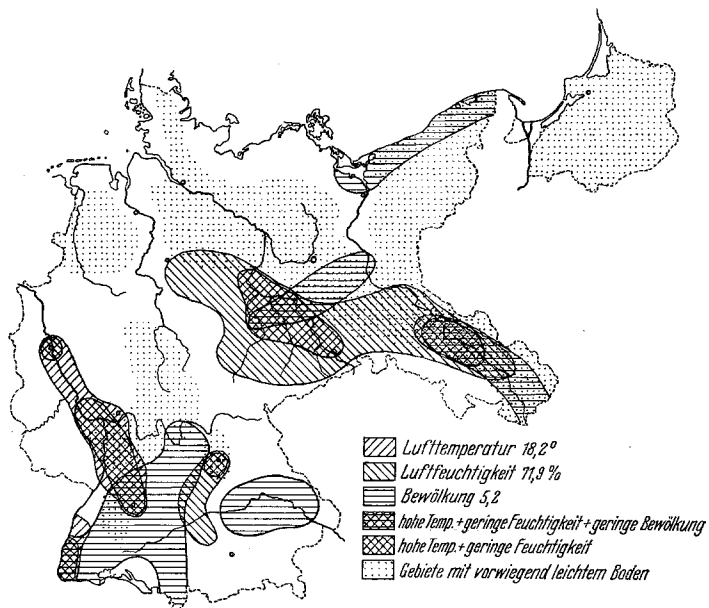 Lufttemperatur 18,2°
Luftfeuchtigkeit 71,9 %
Bewölkung 5,2
hohe Temp. + geringe Feuchtigkeit + geringe Bewölkung
hohe Temp. + geringe Feuchtigkeit
Gebiete mit vorwiegend leichtem Boden